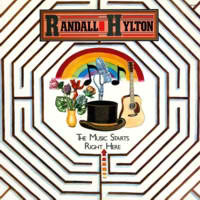 RANDALL HYLTON
THE MUSIC STARTS
RIGHT HERE